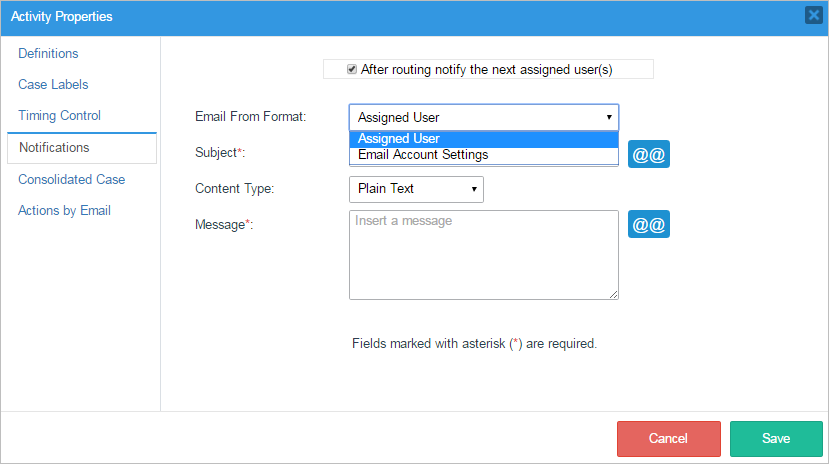 Activity Properties
Definitions
Case Labels
Timing Control
Notifications
Consolidated Case
Actions by Email
After routing notify the next assigned user(s)
Email From Format: Assigned User
Assigned User
Email Account Settings
Subject*: @@
Content Type: Plain Text
Message*: Insert a message @@
Fields marked with asterisk (*) are required.
Cancel Save